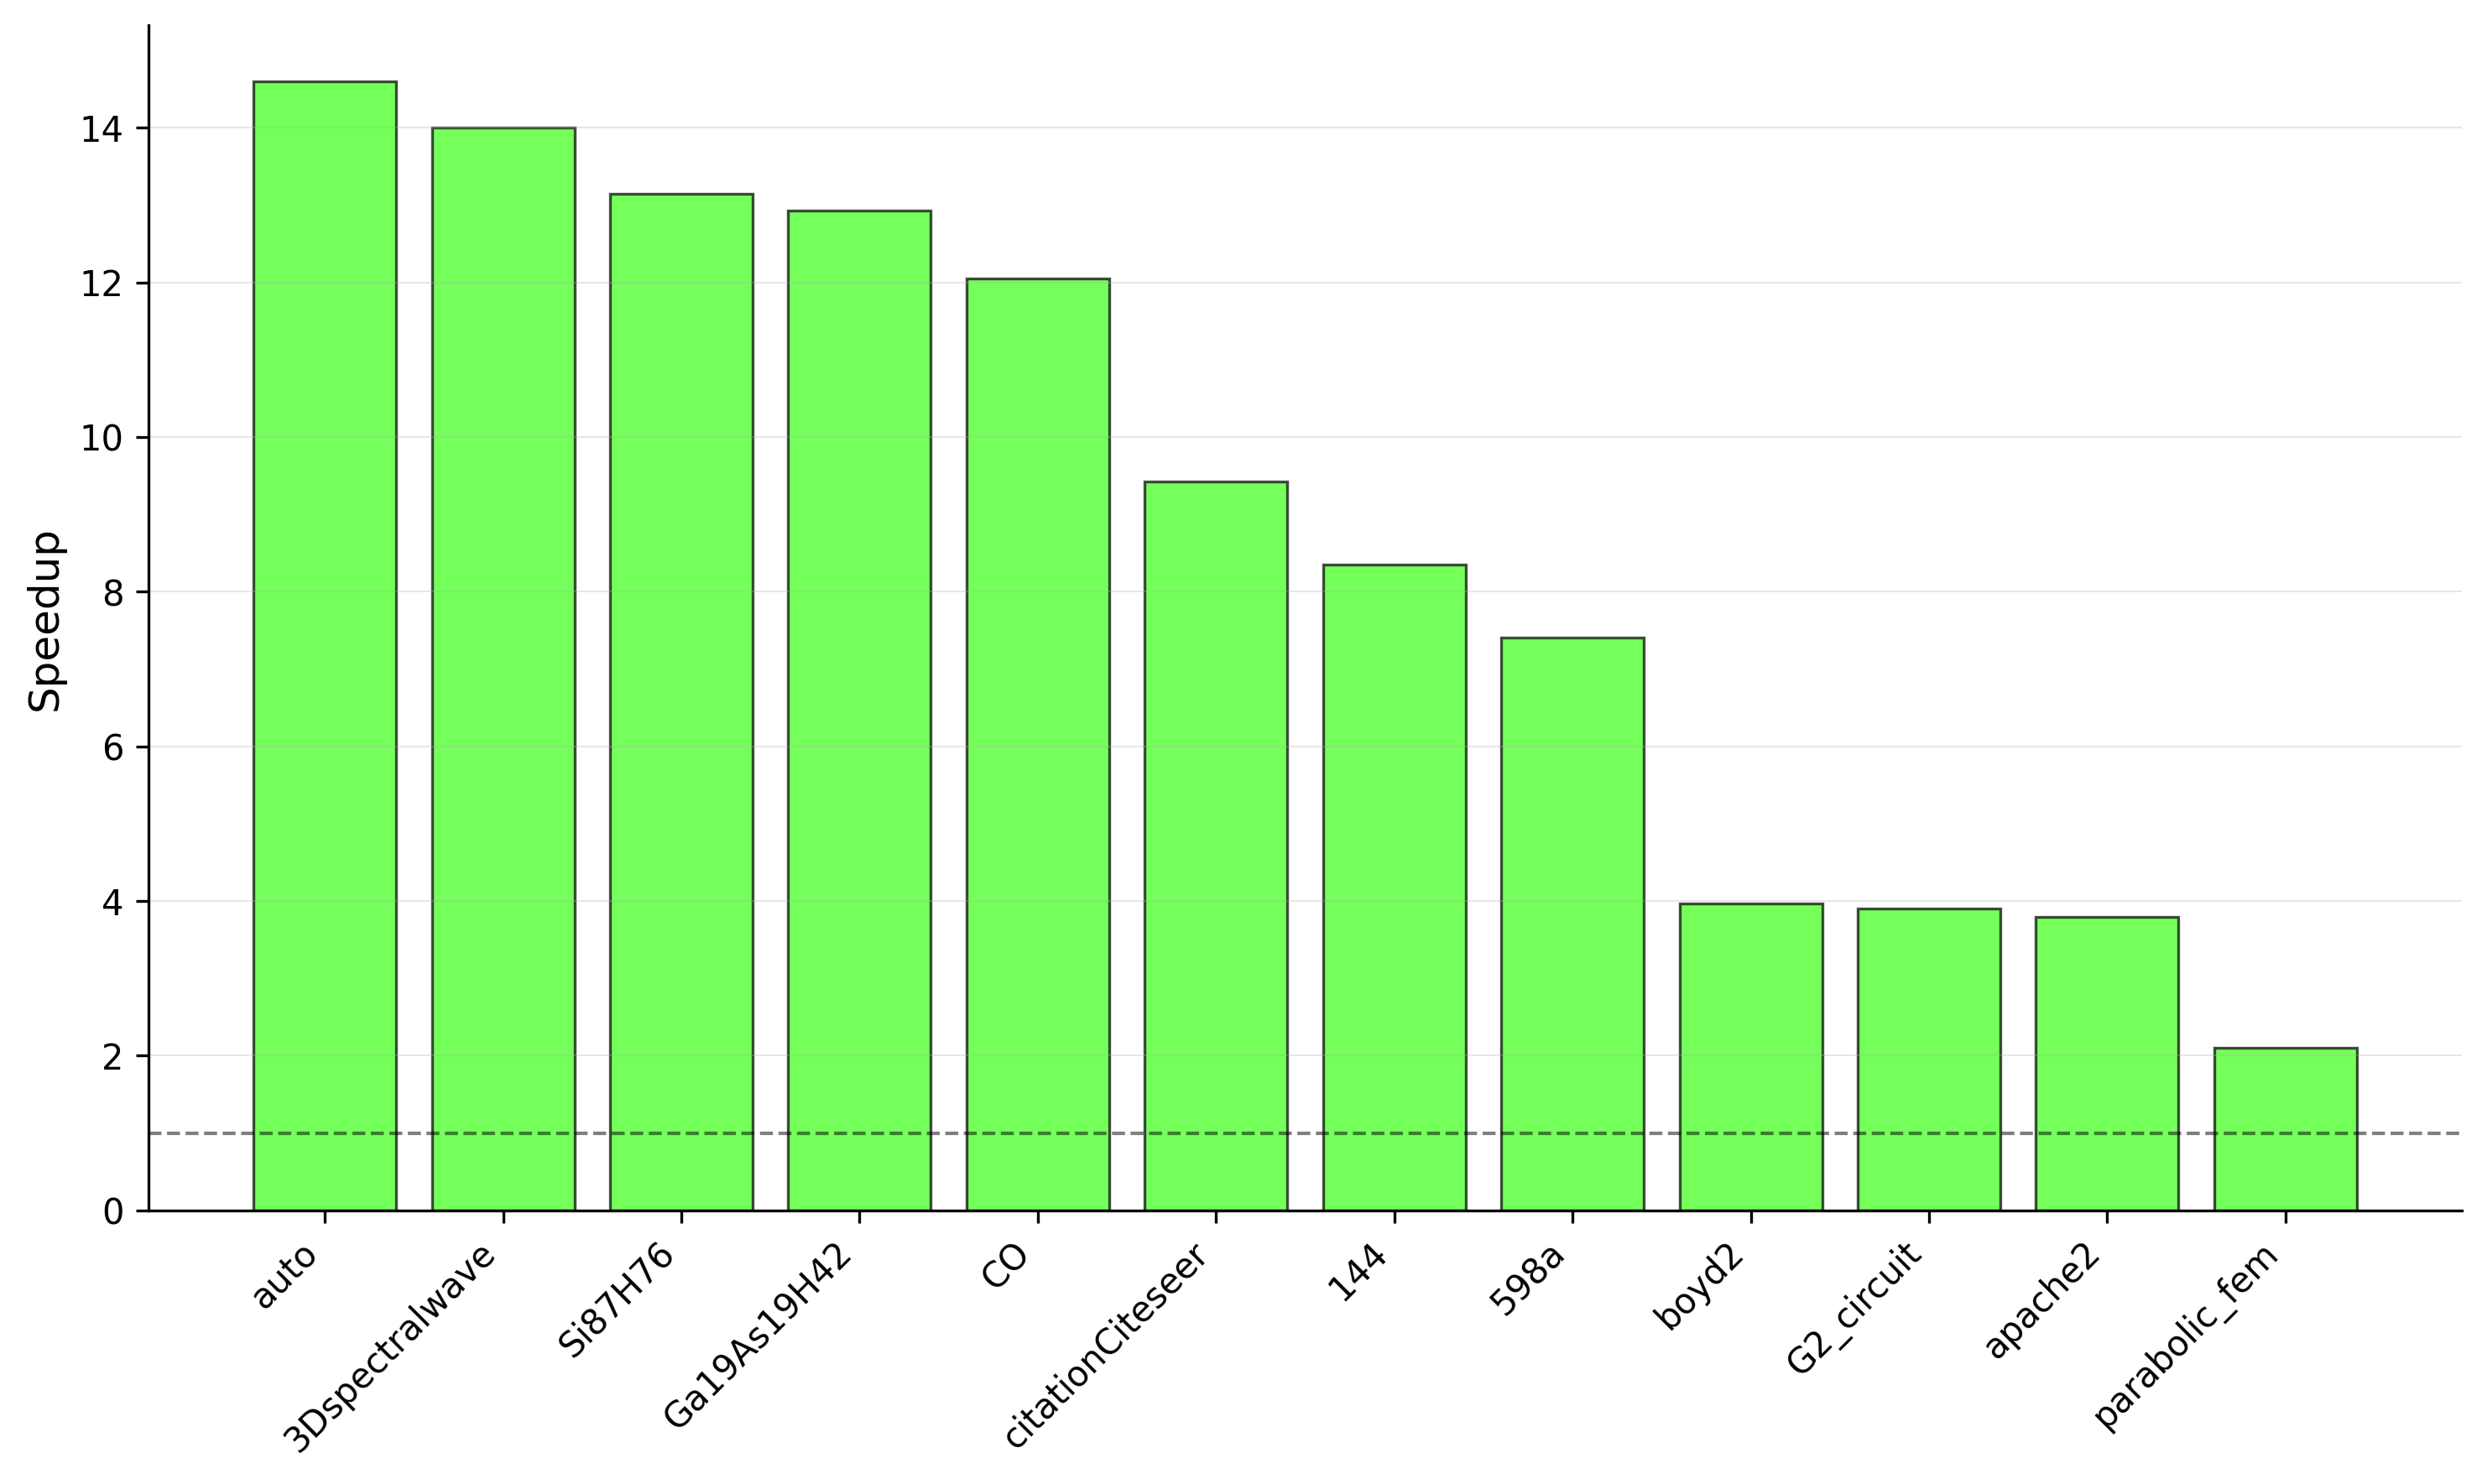 Speedup
14
12
10
8
6
4
2
0
auto
3Dspectralwave
Si87H76
Ga19As19H42
CO
citationCiteseer
144
598a
boyd2
G2_circuit
apache2
parabolic_fem